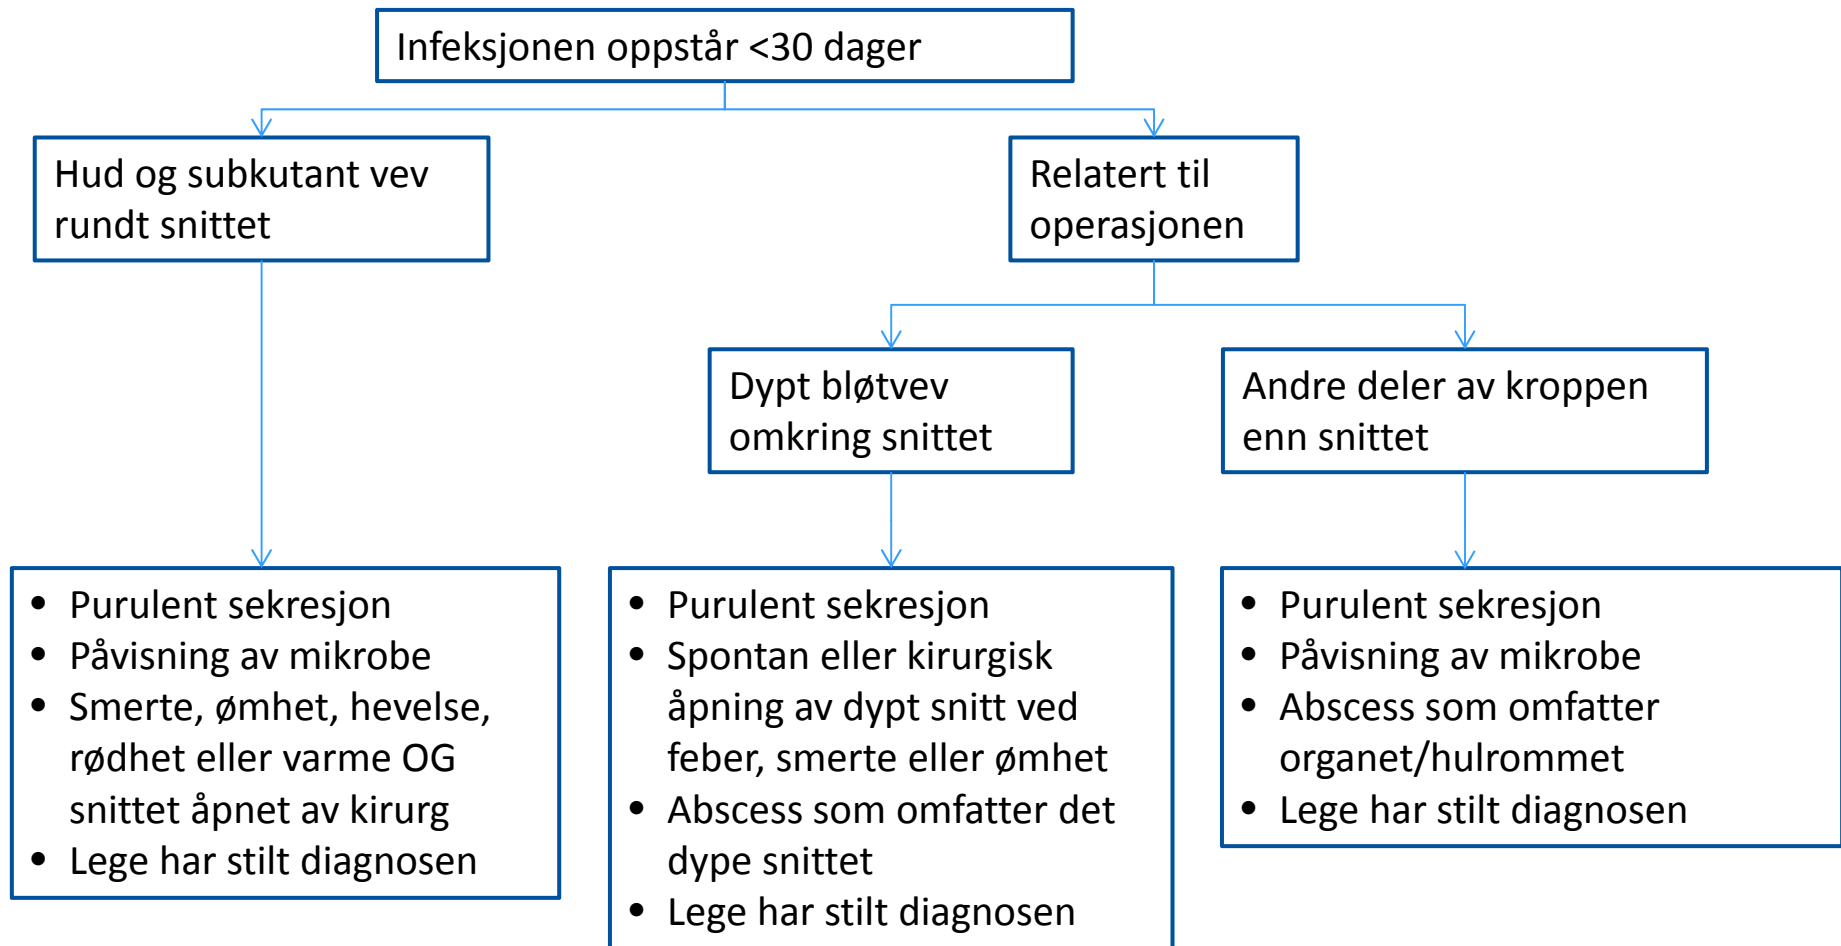 Infeksjonen oppstår <30 dager
Hud og subkutant vev
rundt snittet
Relatert til
operasjonen
Dypt bløtvev
omkring snittet
Andre deler av kroppen
enn snittet
• Purulent sekresjon
• Påvisning av mikrobe
• Smerte, ømhet, hevelse,
rødhet eller varme OG
snittet åpnet av kirurg
• Lege har stilt diagnosen
• Purulent sekresjon
• Spontan eller kirurgisk
åpning av dypt snitt ved
feber, smerte eller ømhet
• Abscess som omfatter det
dype snittet
• Lege har stilt diagnosen
• Purulent sekresjon
• Påvisning av mikrobe
• Abscess som omfatter
organet/hulrommet
• Lege har stilt diagnosen